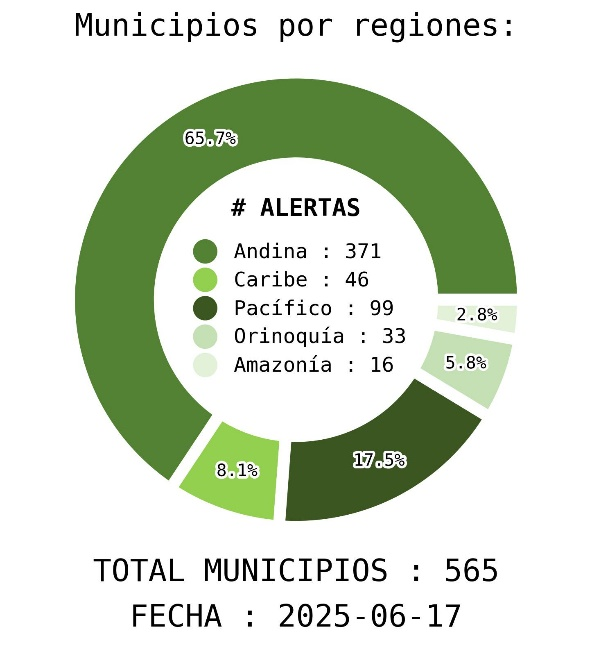 Municipios por regiones:
65.7%
# ALERTAS
Andina : 371
Caribe : 46
Pacífico : 99
Orinoquía : 33
Amazonía : 16
2.8%
5.8%
17.5%
8.1%
TOTAL MUNICIPIOS : 565
FECHA : 2025-06-17